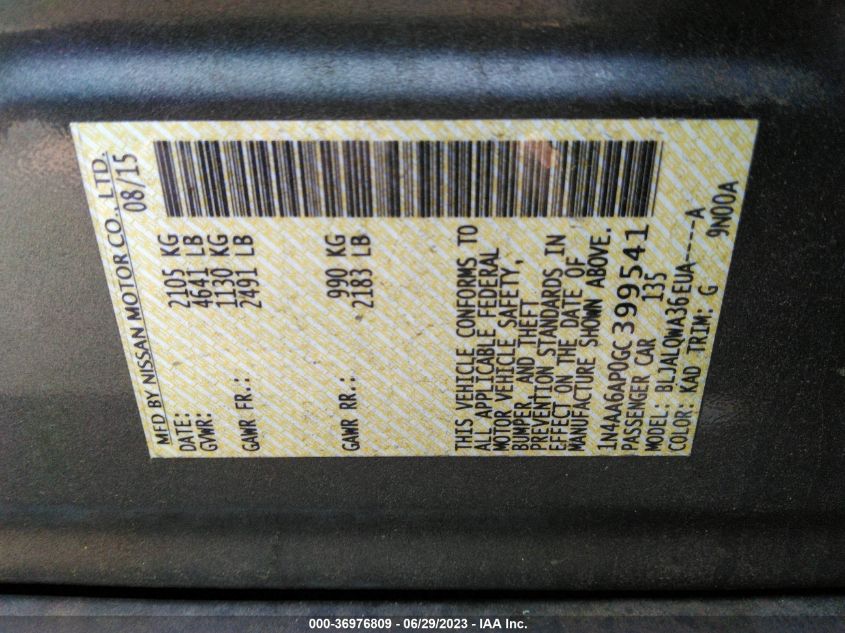 MFD BY NISSAN MOTOR CO., LTD.
DATE: 08/15
GVWR: 2105 KG
4641 LB
GAWR FR.: 1130 KG
2491 LB
GAWR RR.: 990 KG
2183 LB
THIS VEHICLE CONFORMS TO
ALL APPLICABLE FEDERAL
MOTOR VEHICLE SAFETY,
BUMPER, AND THEFT
PREVENTION STANDARDS IN
EFFECT ON THE DATE OF
MANUFACTURE SHOWN ABOVE.
1N4AA6AP0GC399541
PASSENGER CAR 135
MODEL: BLJALQWA36EUA----A
COLOR: KAD TRIM: G 9N00A
000-36976809 - 06/29/2023 - IAA Inc.